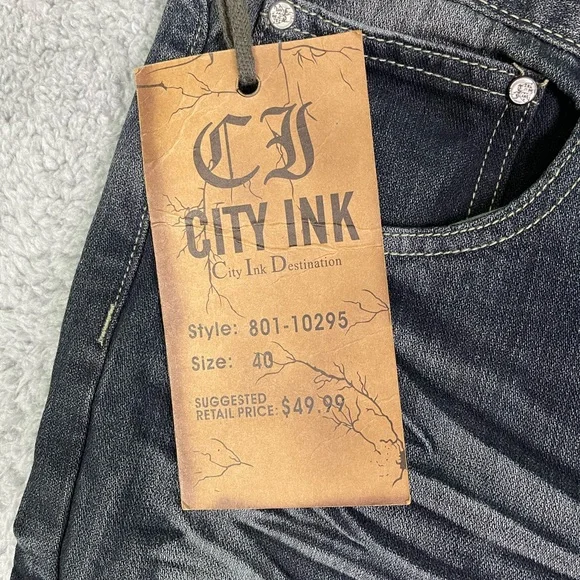 CI
CITY INK
City Ink Destination
Style: 801-10295
Size: 40
SUGGESTED
RETAIL PRICE: $49.99